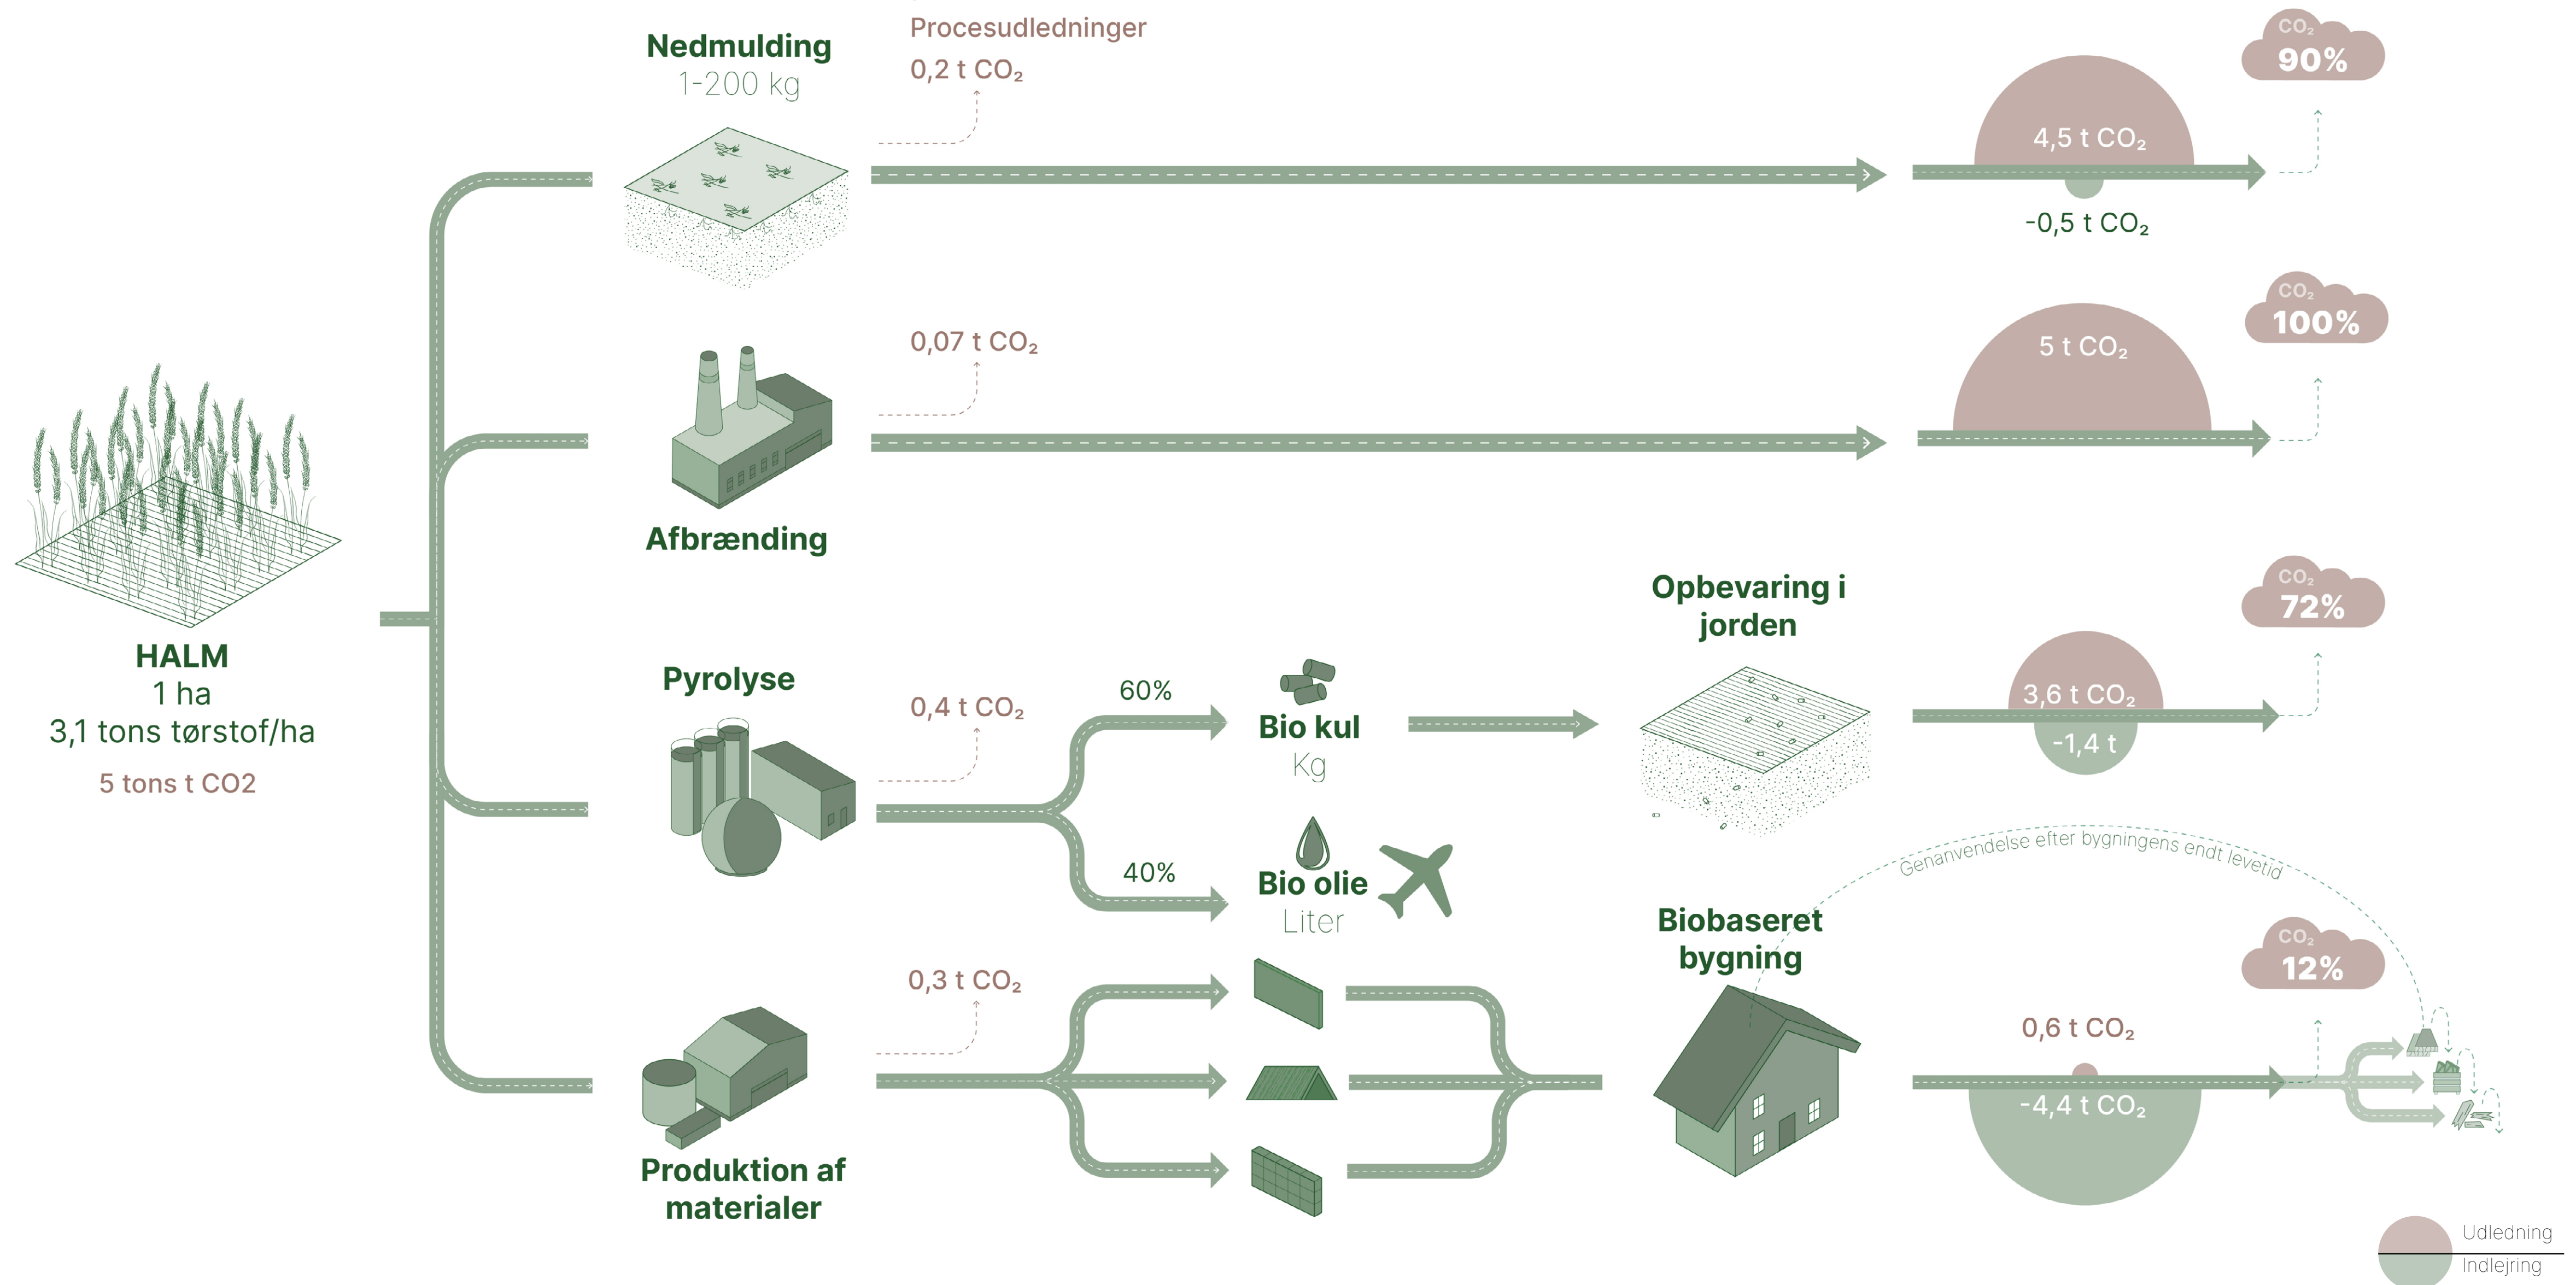 HALM
1 ha
3,1 tons tørstof/ha
5 tons t CO2
Nedmulding
1-200 kg
Procesudledninger
0,2 t CO₂
4,5 t CO₂
-0,5 t CO₂
CO₂
90%
Afbrænding
0,07 t CO₂
5 t CO₂
CO₂
100%
Pyrolyse
0,4 t CO₂
60%
Bio kul
Kg
40%
Bio olie
Liter
Opbevaring i
jorden
3,6 t CO₂
-1,4 t
CO₂
72%
Produktion af
materialer
0,3 t CO₂
Biobaseret
bygning
Genanvendelse efter bygningens endt levetid
0,6 t CO₂
-4,4 t CO₂
CO₂
12%
Udledning
Indlejring